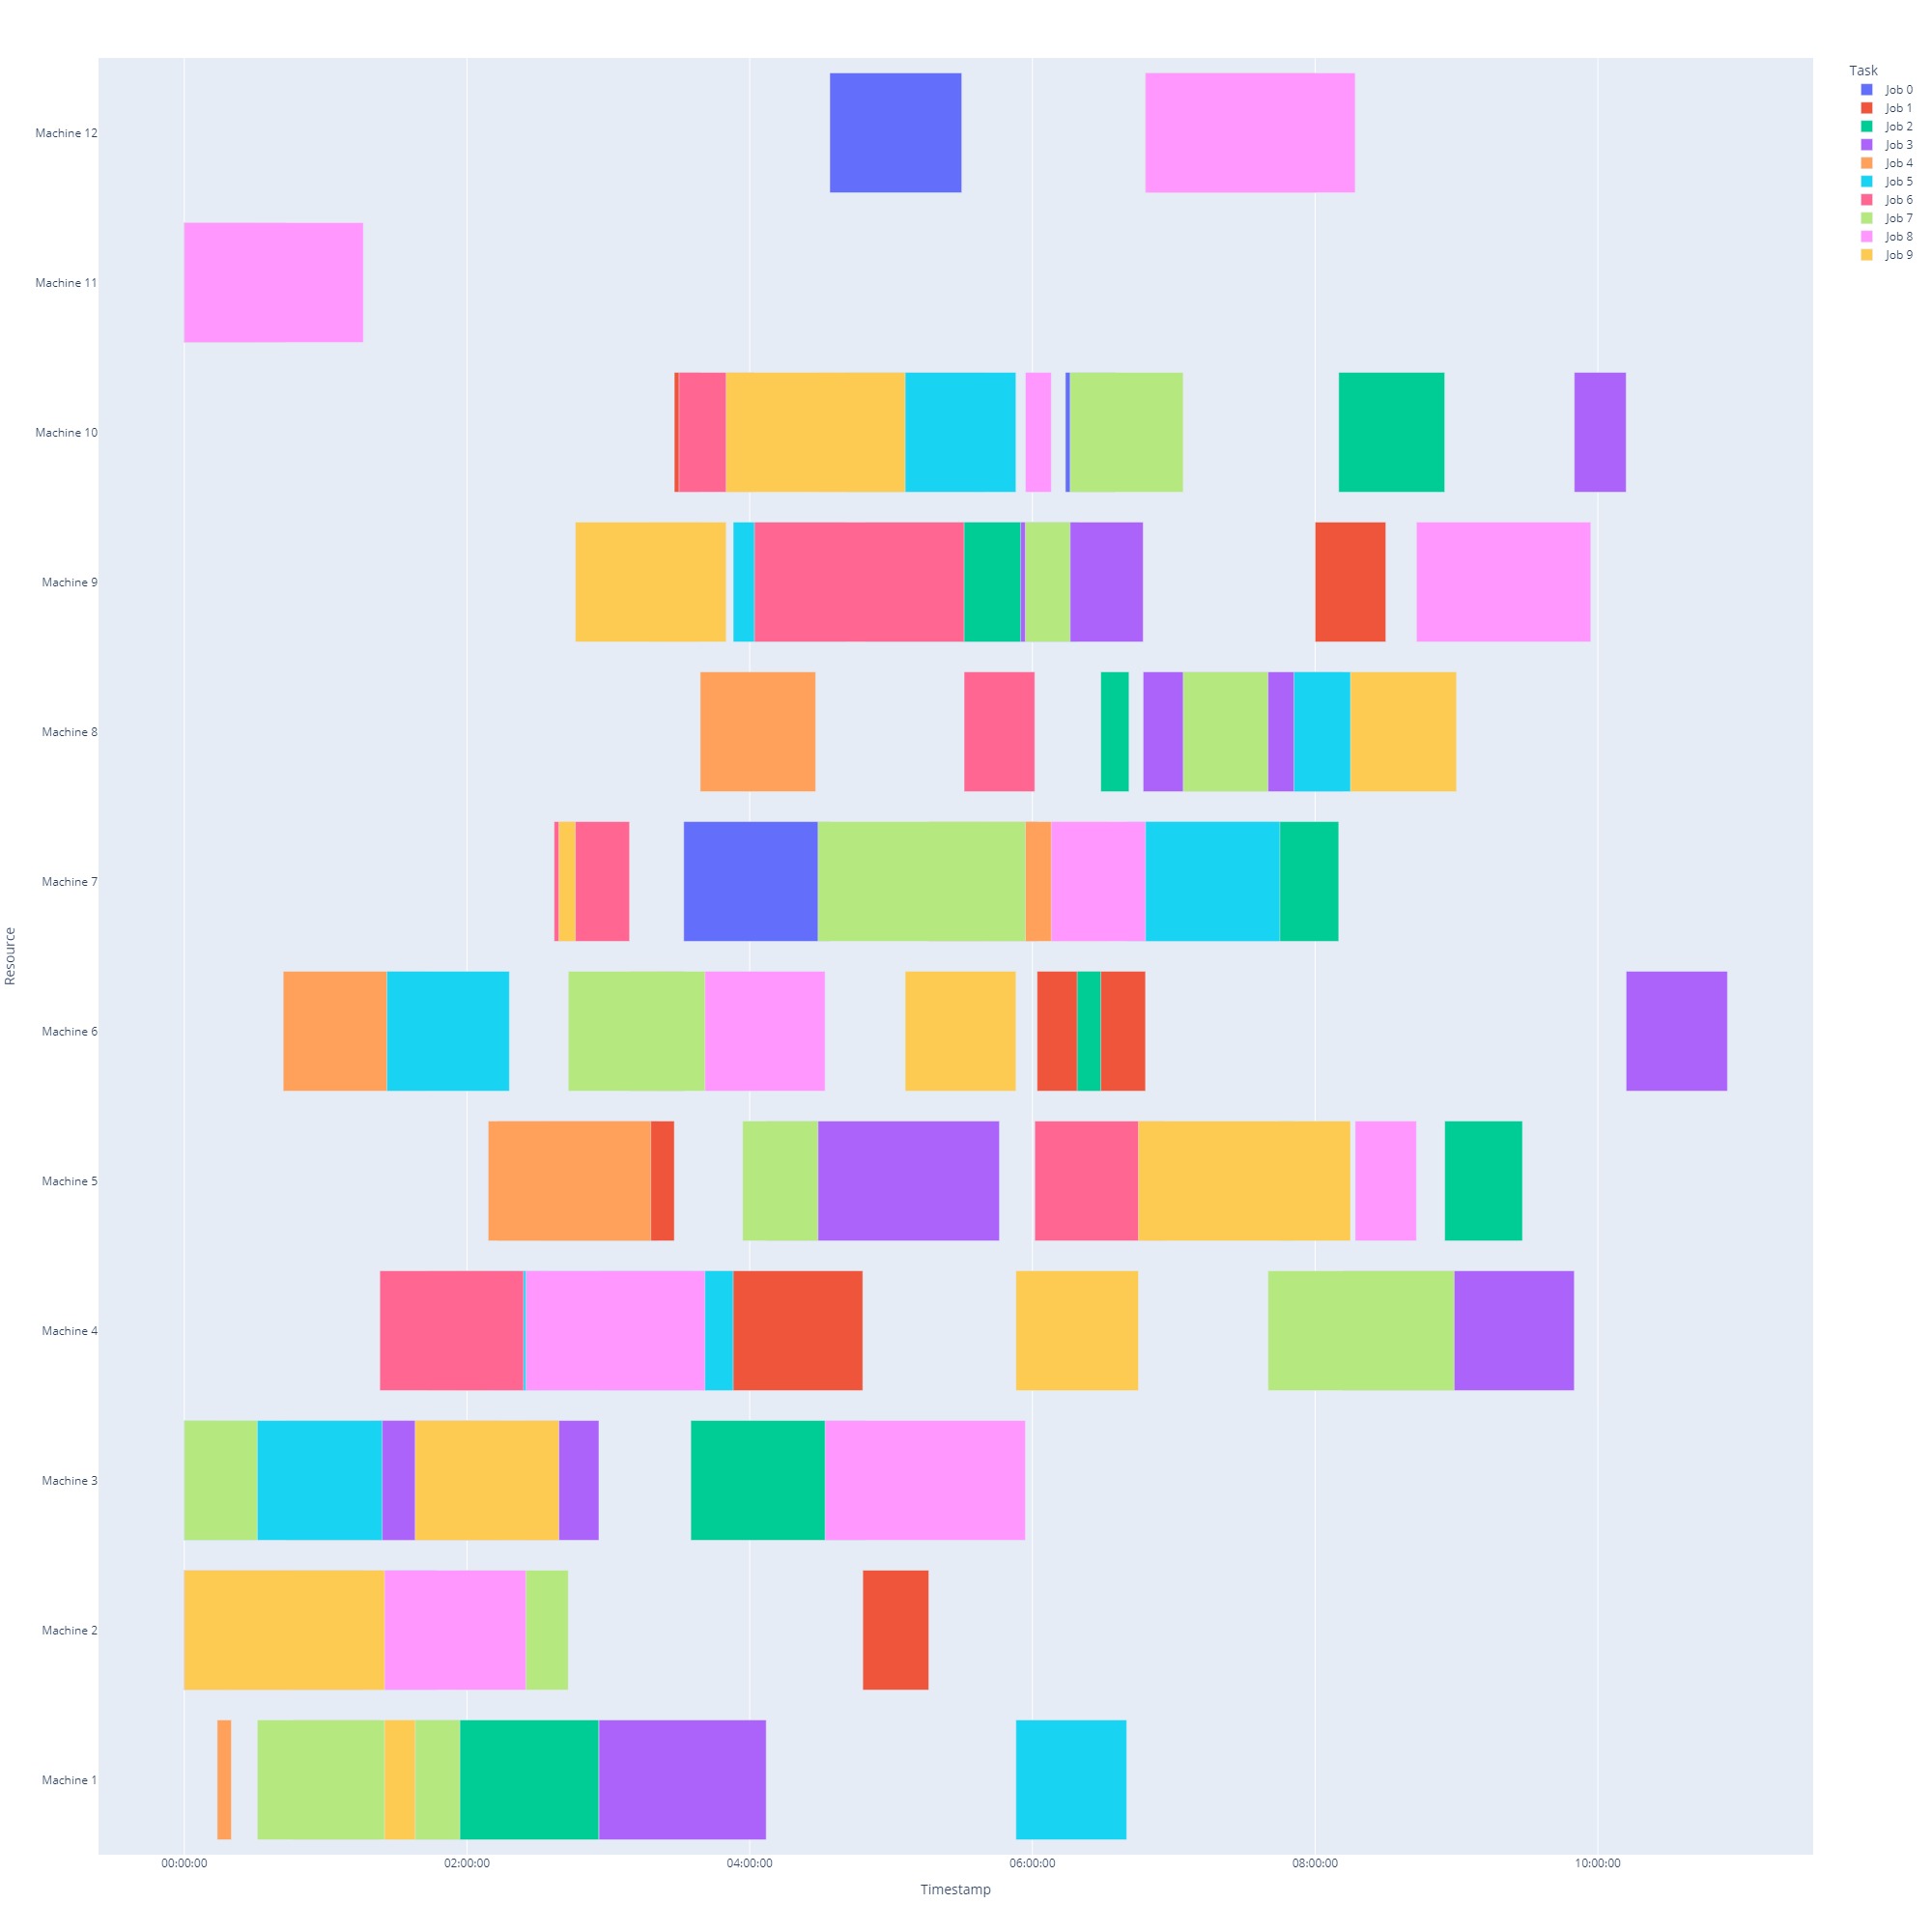 Task
Job 0
Job 1
Job 2
Job 3
Job 4
Job 5
Job 6
Job 7
Job 8
Job 9
Machine 12
Machine 11
Machine 10
Machine 9
Machine 8
Machine 7
Machine 6
Machine 5
Machine 4
Machine 3
Machine 2
Machine 1
Resource
00:00:00
02:00:00
04:00:00
06:00:00
08:00:00
10:00:00
Timestamp